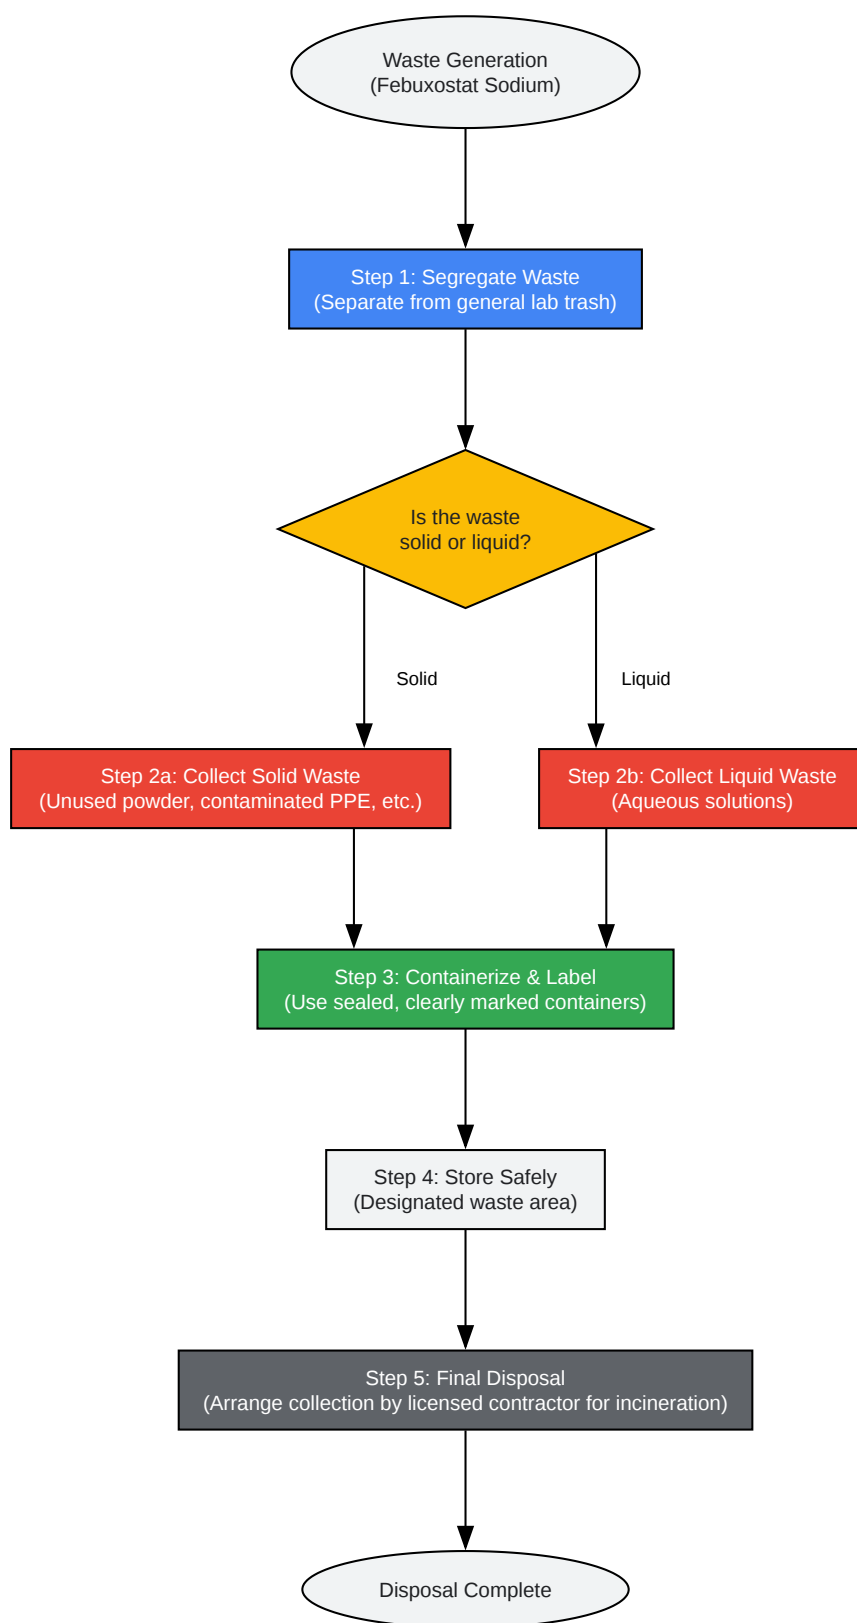 Waste Generation
(Febuxostat Sodium)
Step 1: Segregate Waste
(Separate from general lab trash)
Is the waste
solid or liquid?
Solid
Liquid
Step 2a: Collect Solid Waste
(Unused powder, contaminated PPE, etc.)
Step 2b: Collect Liquid Waste
(Aqueous solutions)
Step 3: Containerize & Label
(Use sealed, clearly marked containers)
Step 4: Store Safely
(Designated waste area)
Step 5: Final Disposal
(Arrange collection by licensed contractor for incineration)
Disposal Complete